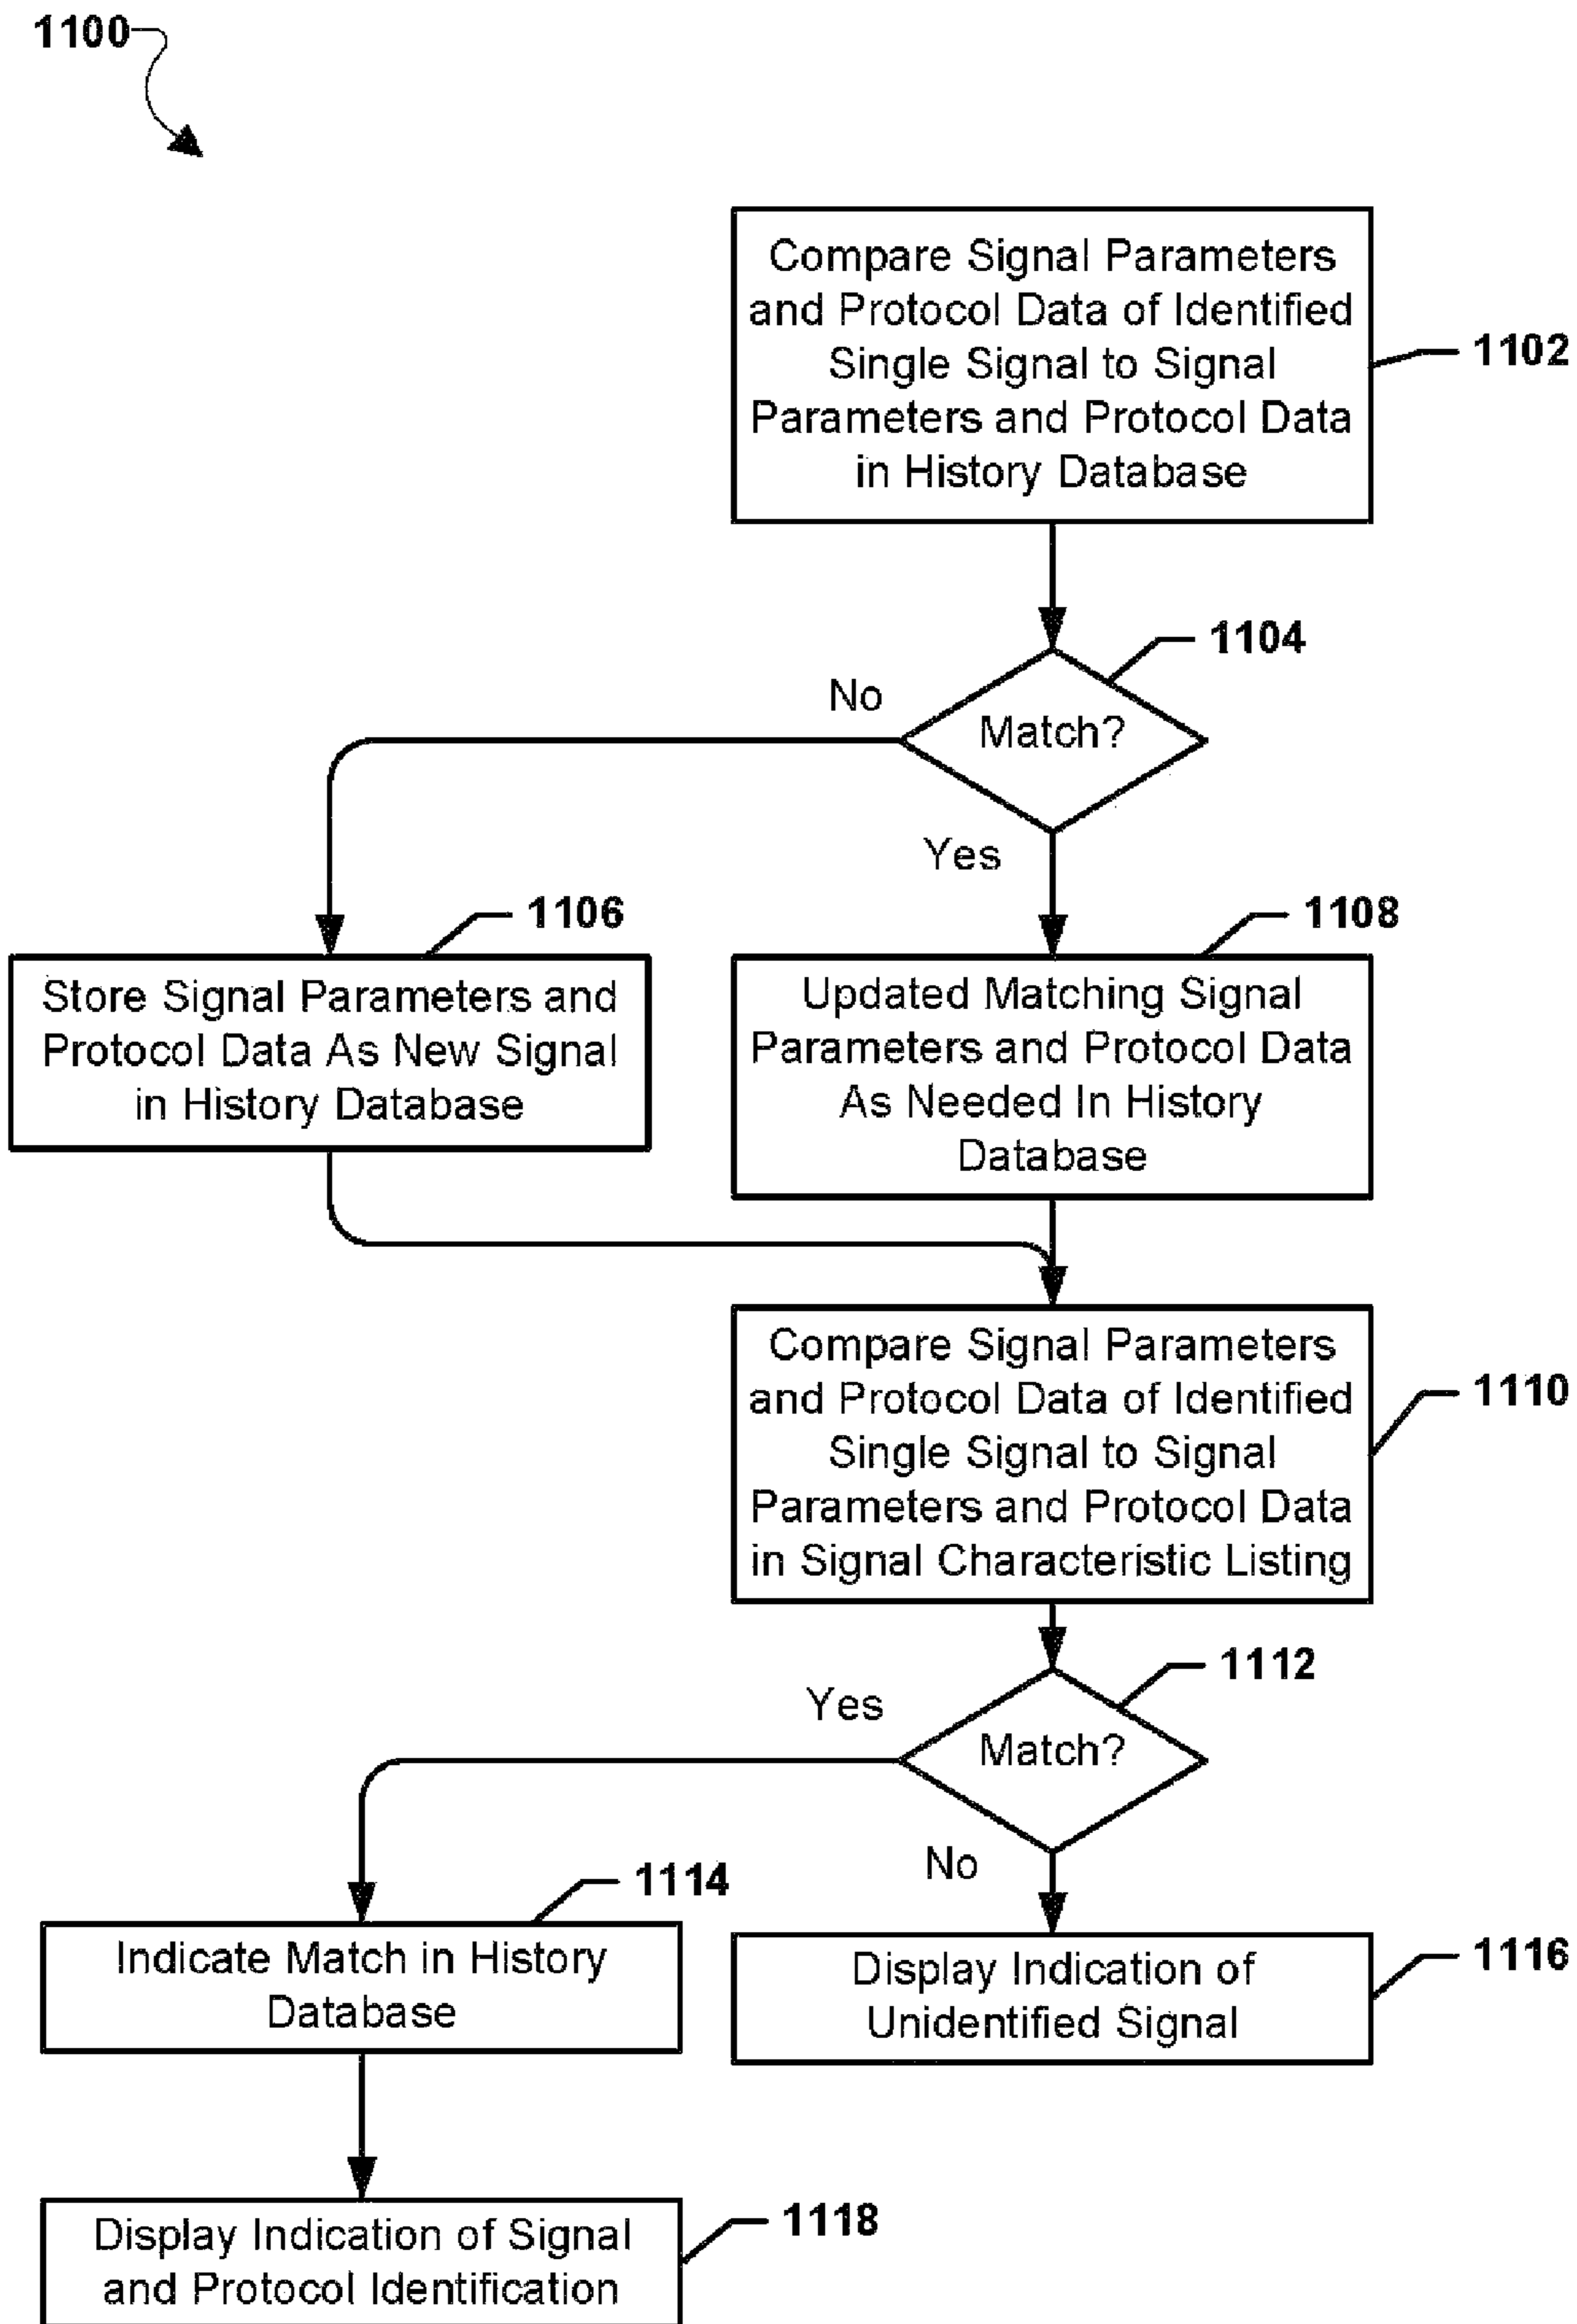 1100
Compare Signal Parameters
and Protocol Data of Identified
Single Signal to Signal
Parameters and Protocol Data
in History Database
1102
1104
No
Match?
Yes
1106
1108
Store Signal Parameters and
Protocol Data As New Signal
in History Database
Updated Matching Signal
Parameters and Protocol Data
As Needed In History
Database
Compare Signal Parameters
and Protocol Data of Identified
Single Signal to Signal
Parameters and Protocol Data
in Signal Characteristic Listing
1110
1112
Yes
Match?
No
1114
Indicate Match in History
Database
Display Indication of
Unidentified Signal
1116
Display Indication of Signal
and Protocol Identification
1118